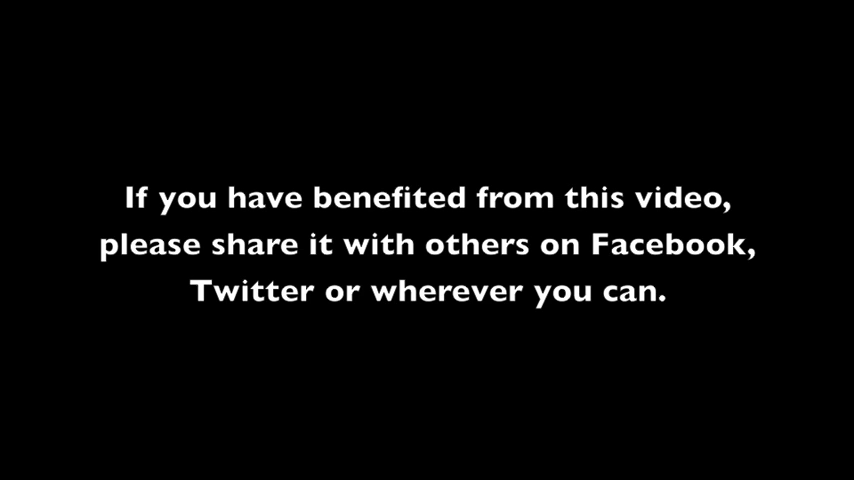 If you have benefited from this video,
please share it with others on Facebook,
Twitter or wherever you can.